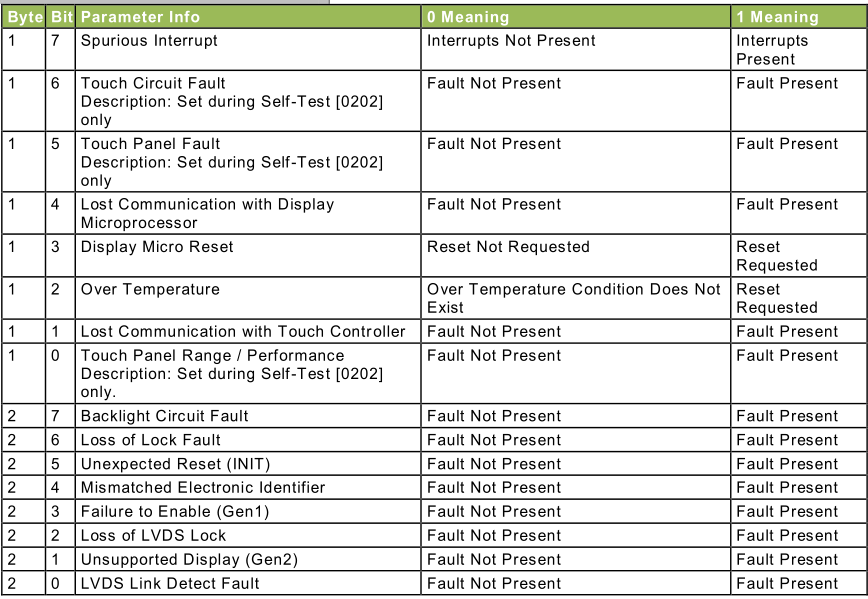 Byte Bit Parameter Info 0 Meaning 1 Meaning
1 7 Spurious Interrupt Interrupts Not Present Interrupts
Present
1 6 Touch Circuit Fault Fault Not Present Fault Present
Description: Set during Self-Test [0202]
only
1 5 Touch Panel Fault Fault Not Present Fault Present
Description: Set during Self-Test [0202]
only
1 4 Lost Communication with Display Fault Not Present Fault Present
Microprocessor
1 3 Display Micro Reset Reset Not Requested Reset
Requested
1 2 Over Temperature Over Temperature Condition Does Not Reset
Exist Requested
1 1 Lost Communication with Touch Controller Fault Not Present Fault Present
1 0 Touch Panel Range / Performance Fault Not Present Fault Present
Description: Set during Self-Test [0202]
only.
2 7 Backlight Circuit Fault Fault Not Present Fault Present
2 6 Loss of Lock Fault Fault Not Present Fault Present
2 5 Unexpected Reset (INIT) Fault Not Present Fault Present
2 4 Mismatched Electronic Identifier Fault Not Present Fault Present
2 3 Failure to Enable (Gen1) Fault Not Present Fault Present
2 2 Loss of LVDS Lock Fault Not Present Fault Present
2 1 Unsupported Display (Gen2) Fault Not Present Fault Present
2 0 LVDS Link Detect Fault Fault Not Present Fault Present